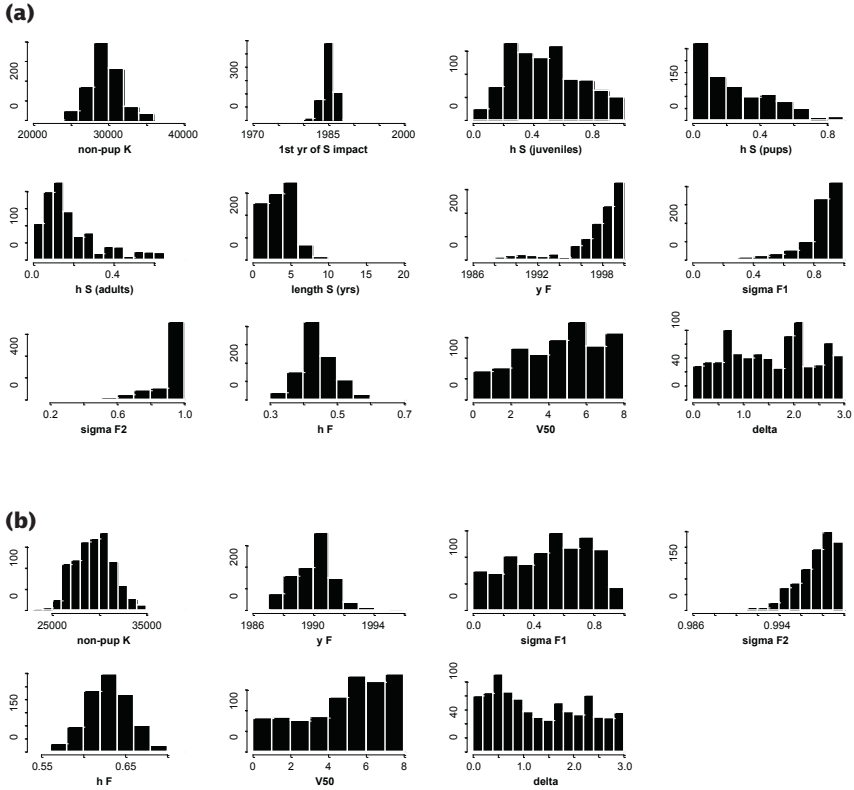 (a)
0 200
20000 30000 40000
non-pup K
0 300
1970 1985 2000
1st yr of S impact
0 100
0.0 0.4 0.8
h S (juveniles)
0 150
0.0 0.4 0.8
h S (pups)
0 100
0.0 0.4
h S (adults)
0 200
0 5 10 15 20
length S (yrs)
0 200
1986 1992 1998
y F
0 200
0.0 0.4 0.8
sigma F1
0 400
0.2 0.6 1.0
sigma F2
0 200
0.3 0.5 0.7
h F
0 100
0 2 4 6 8
V50
0 40 100
0.0 1.0 2.0 3.0
delta
(b)
0 100
25000 35000
non-pup K
0 200
1986 1990 1994
y F
0 100
0.0 0.4 0.8
sigma F1
0 150
0.986 0.994
sigma F2
0 150
0.55 0.65
h F
0 100
0 2 4 6 8
V50
0 40 100
0.0 1.0 2.0 3.0
delta